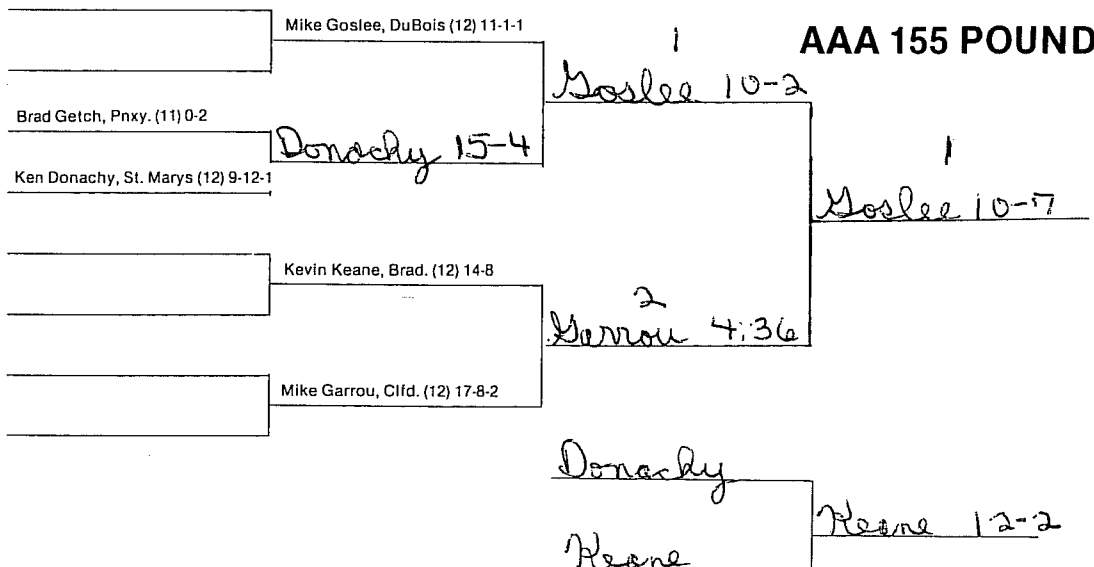 Mike Goslee, DuBois (12) 11-1-1
1
AAA 155 POUND
Goslee 10-2
Brad Getch, Pnxy. (11) 0-2
Donachy 15-4
1
Ken Donachy, St. Marys (12) 9-12-1
Goslee 10-7
Kevin Keane, Brad. (12) 14-8
2
Garrou 4:36
Mike Garrou, Clfd. (12) 17-8-2
Donachy
Keane 12-2
Keane